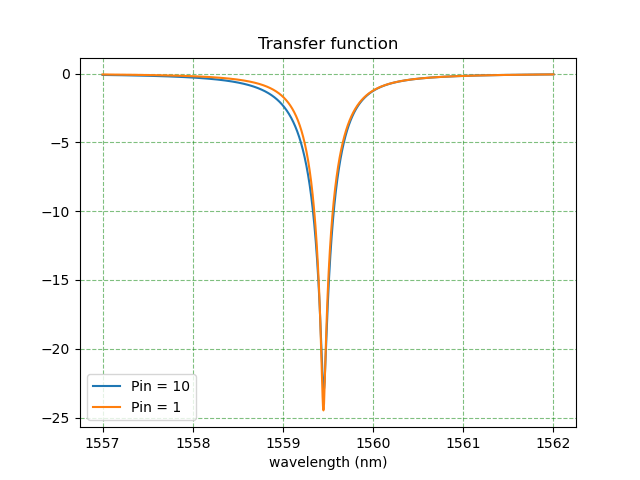 Transfer function
0
−5
−10
−15
−20
−25
Pin = 10
Pin = 1
1557 1558 1559 1560 1561 1562
wavelength (nm)